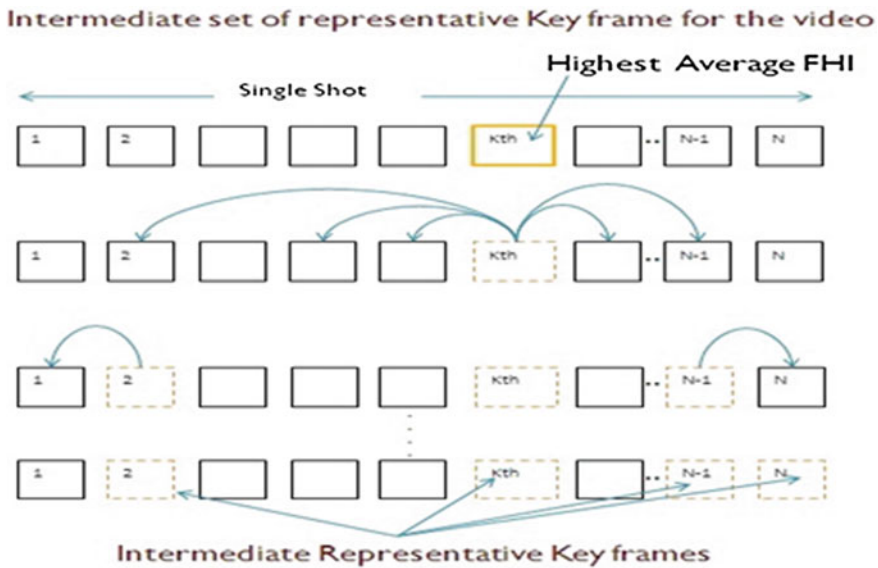 Intermediate set of representative Key frame for the video
Highest Average FHI
Single Shot
1 2 Kth .. N-1 N
1 2 Kth .. N-1 N
1 2 Kth .. N-1 N
1 2 Kth .. N-1 N
Intermediate Representative Key frames